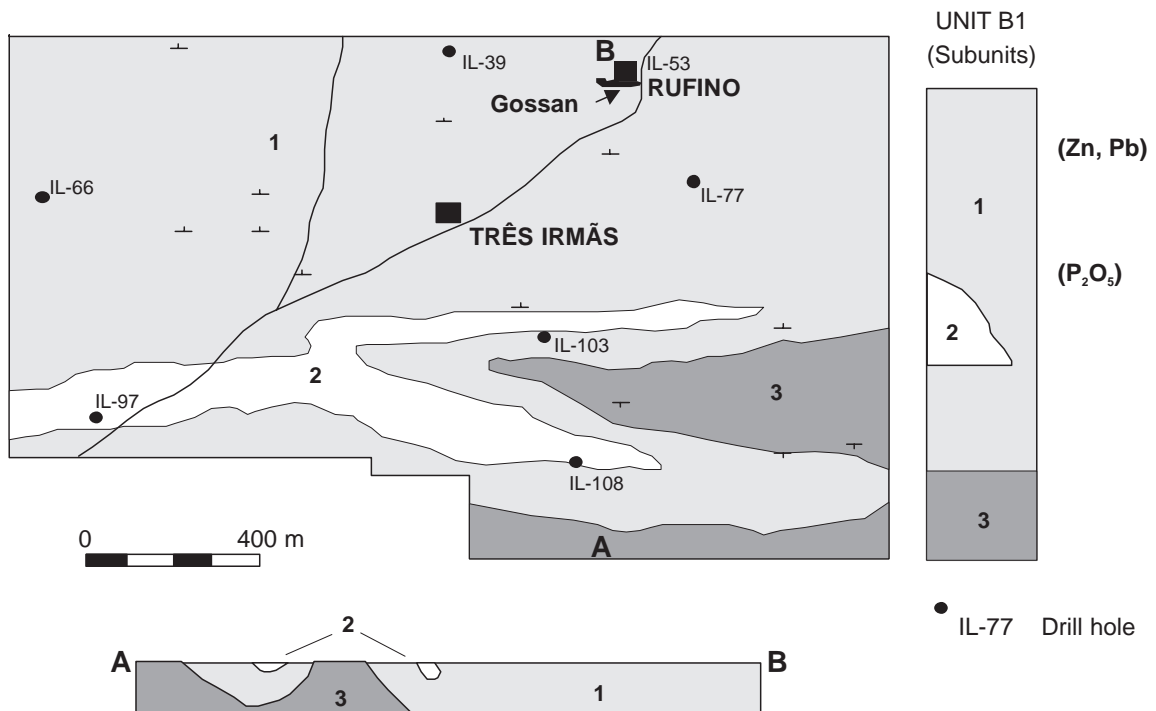 UNIT B1
(Subunits)
B
IL-39
IL-53
RUFINO
Gossan
1
IL-66
IL-77
TRÊS IRMÃS
(Zn, Pb)
1
(P₂O₅)
2
3
IL-103
2
3
IL-97
IL-108
A
0 400 m
IL-77 Drill hole
2
A B
3 1